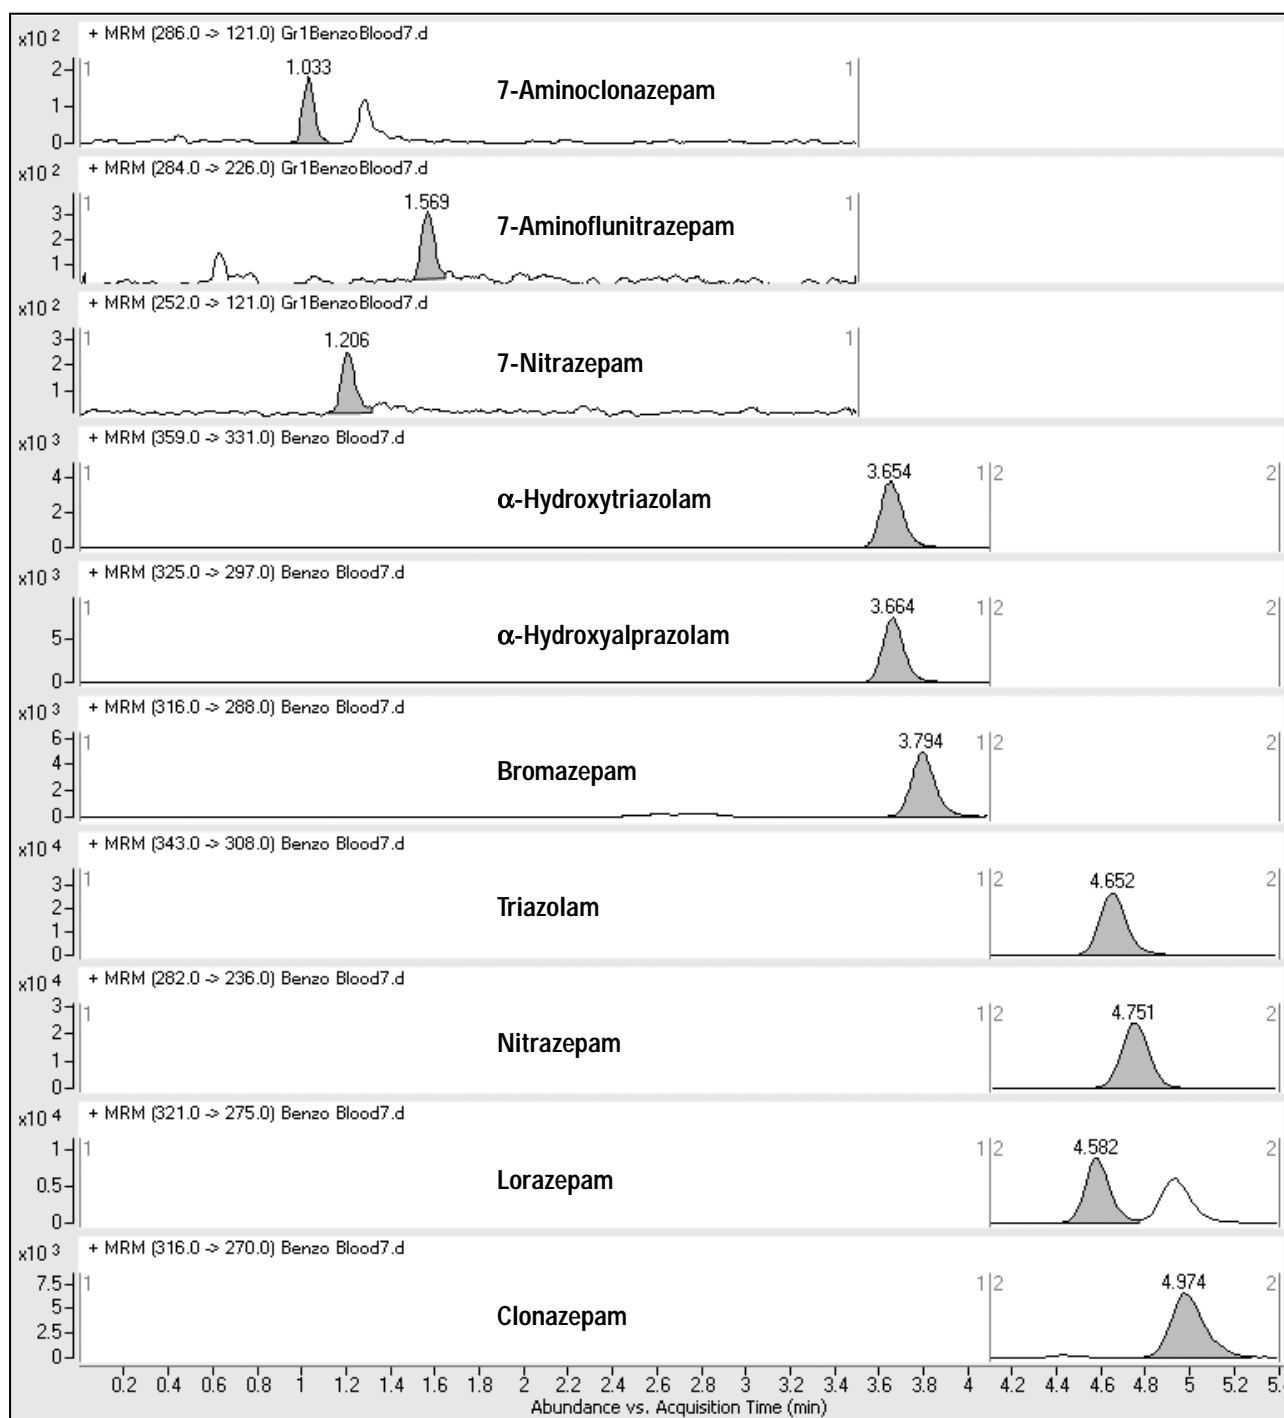 x10 2 + MRM (286.0 -> 121.0) Gr1BenzoBlood7.d
2 1 1.033 7-Aminoclonazepam 1
1
0
x10 2 + MRM (284.0 -> 226.0) Gr1BenzoBlood7.d
3 1 1.569 7-Aminoflunitrazepam 1
2
1
x10 2 + MRM (252.0 -> 121.0) Gr1BenzoBlood7.d
3 1 1.206 7-Nitrazepam 1
2
1
x10 3 + MRM (359.0 -> 331.0) Benzo Blood7.d
4 1 α-Hydroxytriazolam 3.654 1 2 2
2
0
x10 3 + MRM (325.0 -> 297.0) Benzo Blood7.d
1 α-Hydroxyalprazolam 3.664 1 2 2
5
0
x10 3 + MRM (316.0 -> 288.0) Benzo Blood7.d
6 1 Bromazepam 3.794 1 2 2
4
2
0
x10 4 + MRM (343.0 -> 308.0) Benzo Blood7.d
3 1 Triazolam 1 2 4.652 2
2
1
0
x10 4 + MRM (282.0 -> 236.0) Benzo Blood7.d
3 1 Nitrazepam 1 2 4.751 2
2
1
0
x10 4 + MRM (321.0 -> 275.0) Benzo Blood7.d
1 1 Lorazepam 1 2 4.582 2
0.5
0
x10 3 + MRM (316.0 -> 270.0) Benzo Blood7.d
7.5 1 Clonazepam 1 2 4.974 2
5
2.5
0
0.2 0.4 0.6 0.8 1 1.2 1.4 1.6 1.8 2 2.2 2.4 2.6 2.8 3 3.2 3.4 3.6 3.8 4 4.2 4.4 4.6 4.8 5 5.2
Abundance vs. Acquisition Time (min)